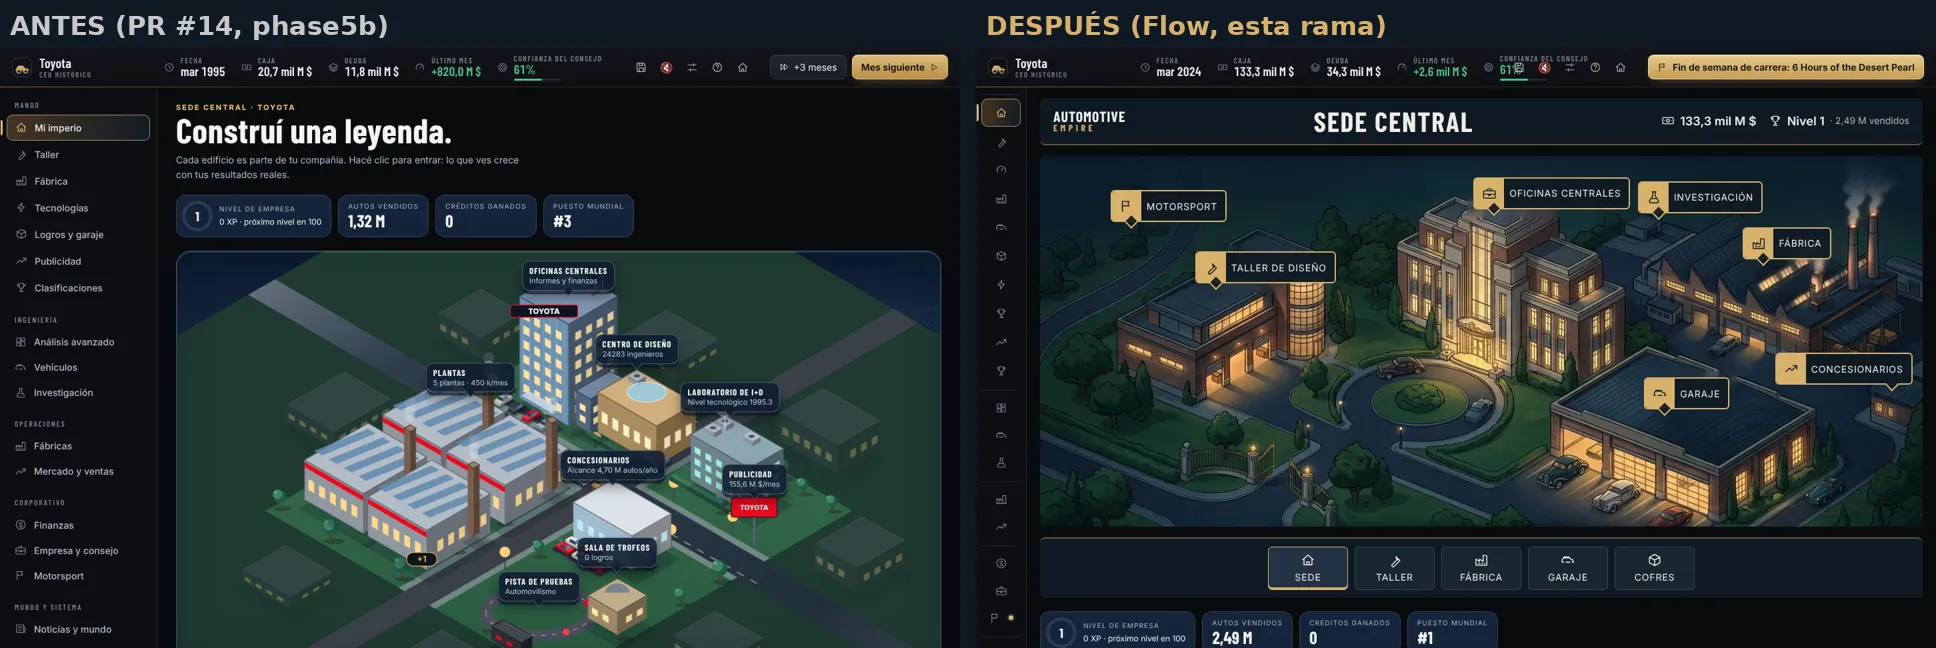 ANTES (PR #14, phase5b)
Toyota
CEO HISTÓRICO
FECHA
mar 1995
CAJA
20,7 mil M $
DEUDA
11,8 mil M $
ÚLTIMO MES
+820,0 M $
CONFIANZA DEL CONSEJO
61%
+3 meses
Mes siguiente
MANDO
Mi imperio
Taller
Fábrica
Tecnologías
Logros y garaje
Publicidad
Clasificaciones
INGENIERÍA
Análisis avanzado
Vehículos
Investigación
OPERACIONES
Fábricas
Mercado y ventas
CORPORATIVO
Finanzas
Empresa y consejo
Motorsport
MUNDO Y SISTEMA
Noticias y mundo
SEDE CENTRAL · TOYOTA
Construí una leyenda.
Cada edificio es parte de tu compañía. Hacé clic para entrar: lo que ves crece
con tus resultados reales.
1
NIVEL DE EMPRESA
0 XP · próximo nivel en 100
AUTOS VENDIDOS
1,32 M
CRÉDITOS GANADOS
0
PUESTO MUNDIAL
#3
OFICINAS CENTRALES
Informes y finanzas
TOYOTA
CENTRO DE DISEÑO
24283 ingenieros
PLANTAS
5 plantas · 450 k/mes
LABORATORIO DE I+D
Nivel tecnológico 1995.3
CONCESIONARIOS
Alcance 4,70 M autos/año
PUBLICIDAD
155,6 M $/mes
TOYOTA
SALA DE TROFEOS
0 logros
+1
PISTA DE PRUEBAS
Automovilismo
DESPUÉS (Flow, esta rama)
Toyota
CEO HISTÓRICO
FECHA
mar 2024
CAJA
133,3 mil M $
DEUDA
34,3 mil M $
ÚLTIMO MES
+2,6 mil M $
CONFIANZA DEL CONSEJO
61%
Fin de semana de carrera: 6 Hours of the Desert Pearl
AUTOMOTIVE
EMPIRE
SEDE CENTRAL
133,3 mil M $
Nivel 1 · 2,49 M vendidos
MOTORSPORT
OFICINAS CENTRALES
INVESTIGACIÓN
FÁBRICA
TALLER DE DISEÑO
CONCESIONARIOS
GARAJE
SEDE
TALLER
FÁBRICA
GARAJE
COFRES
1
NIVEL DE EMPRESA
0 XP · próximo nivel en 100
AUTOS VENDIDOS
2,49 M
CRÉDITOS GANADOS
0
PUESTO MUNDIAL
#1